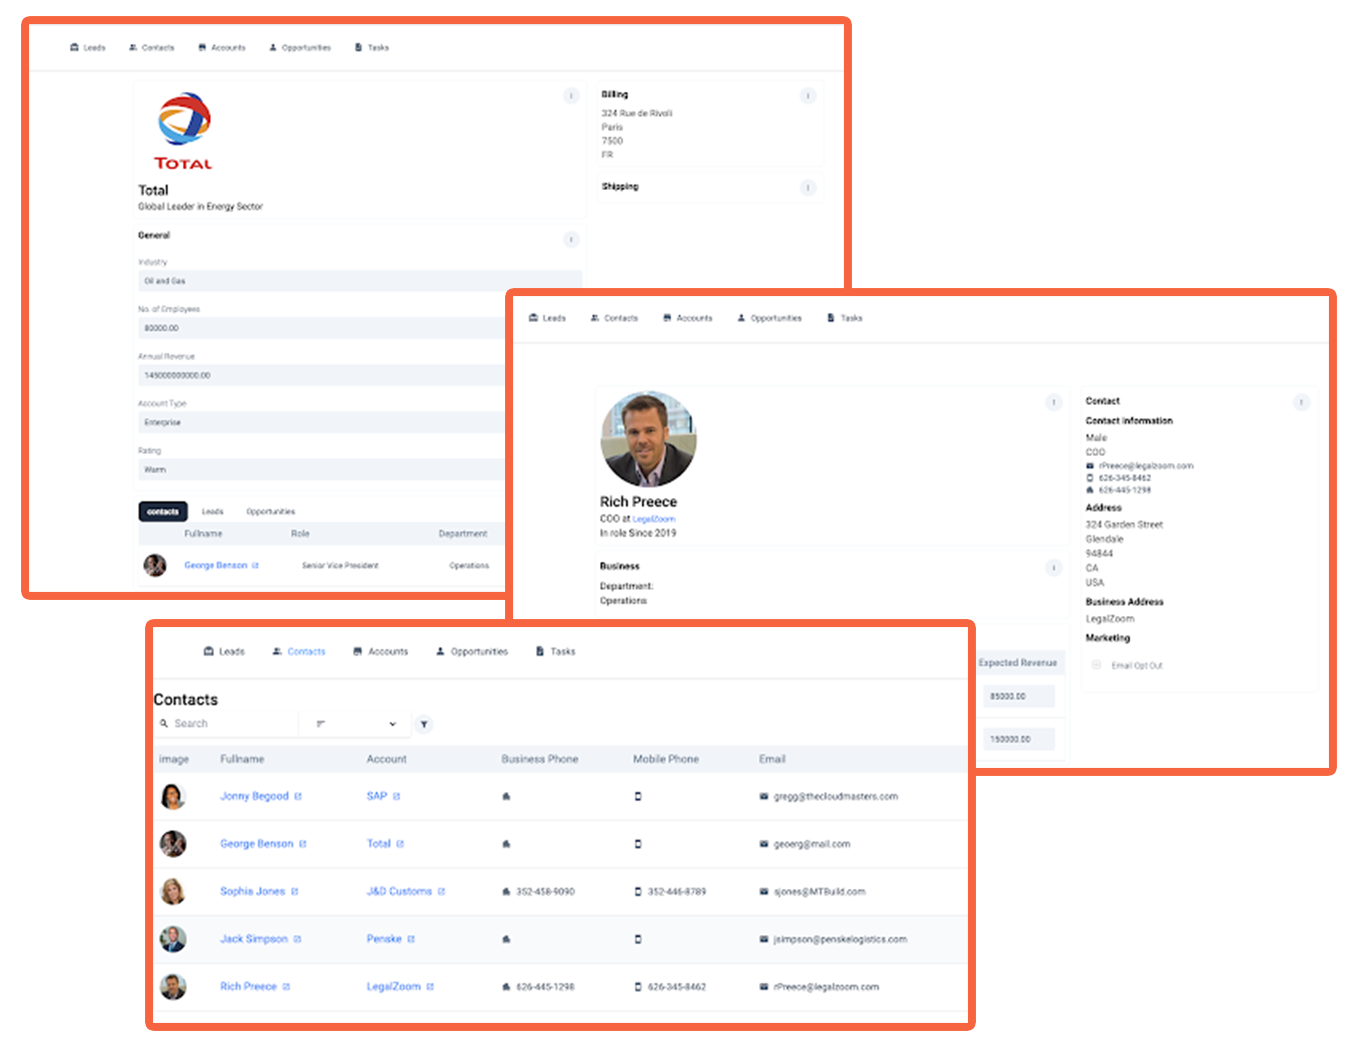 Leads Contacts Accounts Opportunities Tasks
TOTAL
Total
Global Leader in Energy Sector
General
Industry
Oil and Gas
No. of Employees
80000.00
Annual Revenue
145000000000.00
Account Type
Enterprise
Rating
Warm
contacts Leads Opportunities
Fullname Role Department
George Benson Senior Vice President Operations
Billing
324 Rue de Rivoli
Paris
7500
FR
Shipping
Leads Contacts Accounts Opportunities Tasks
Rich Preece
COO at LegalZoom
In role Since 2019
Business
Department:
Operations
Expected Revenue
85000.00
150000.00
Contact
Contact Information
Male
COO
rPreece@legalzoom.com
626-345-8462
626-445-1298
Address
324 Garden Street
Glendale
94844
CA
USA
Business Address
LegalZoom
Marketing
Email Opt Out
Leads Contacts Accounts Opportunities Tasks
Contacts
Search
image Fullname Account Business Phone Mobile Phone Email
Jonny Begood SAP gregg@thecloudmasters.com
George Benson Total geoerg@mail.com
Sophia Jones J&D Customs 352-458-9090 352-446-8789 sjones@MTBuild.com
Jack Simpson Penske jsimpson@penskelogistics.com
Rich Preece LegalZoom 626-445-1298 626-345-8462 rPreece@legalzoom.com